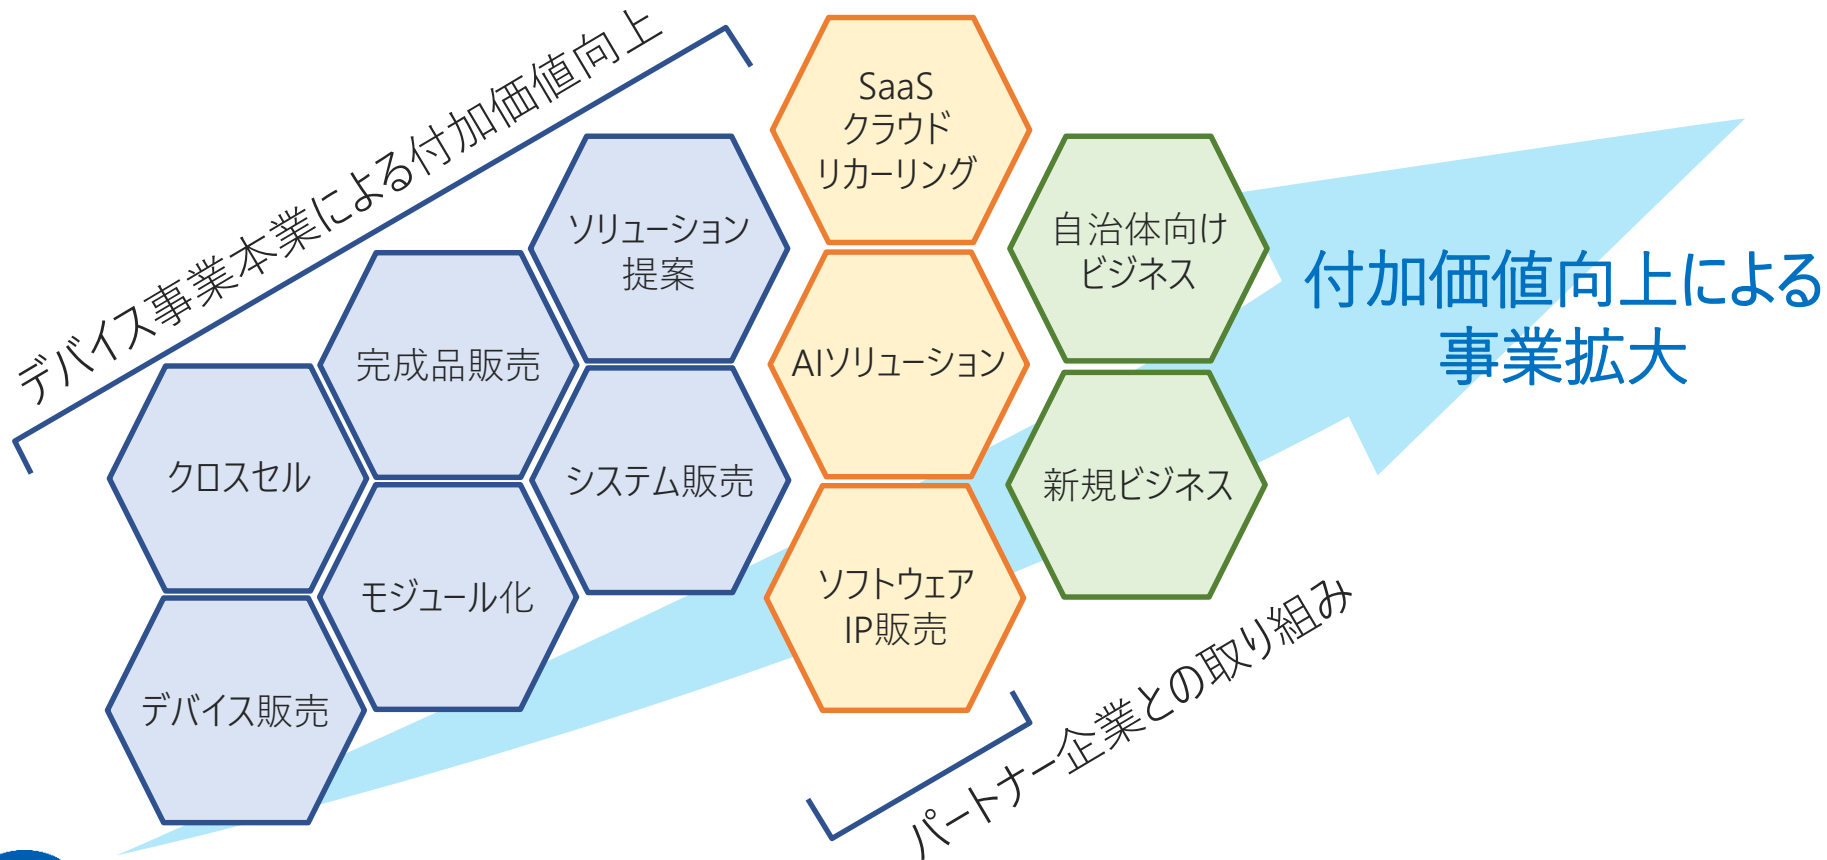 デバイス事業本業による付加価値向上
SaaS
クラウド
リカーリング
ソリューション
提案
自治体向け
ビジネス
付加価値向上による
事業拡大
完成品販売
AIソリューション
クロスセル
システム販売
新規ビジネス
モジュール化
ソフトウェア
IP販売
デバイス販売
パートナー企業との取り組み